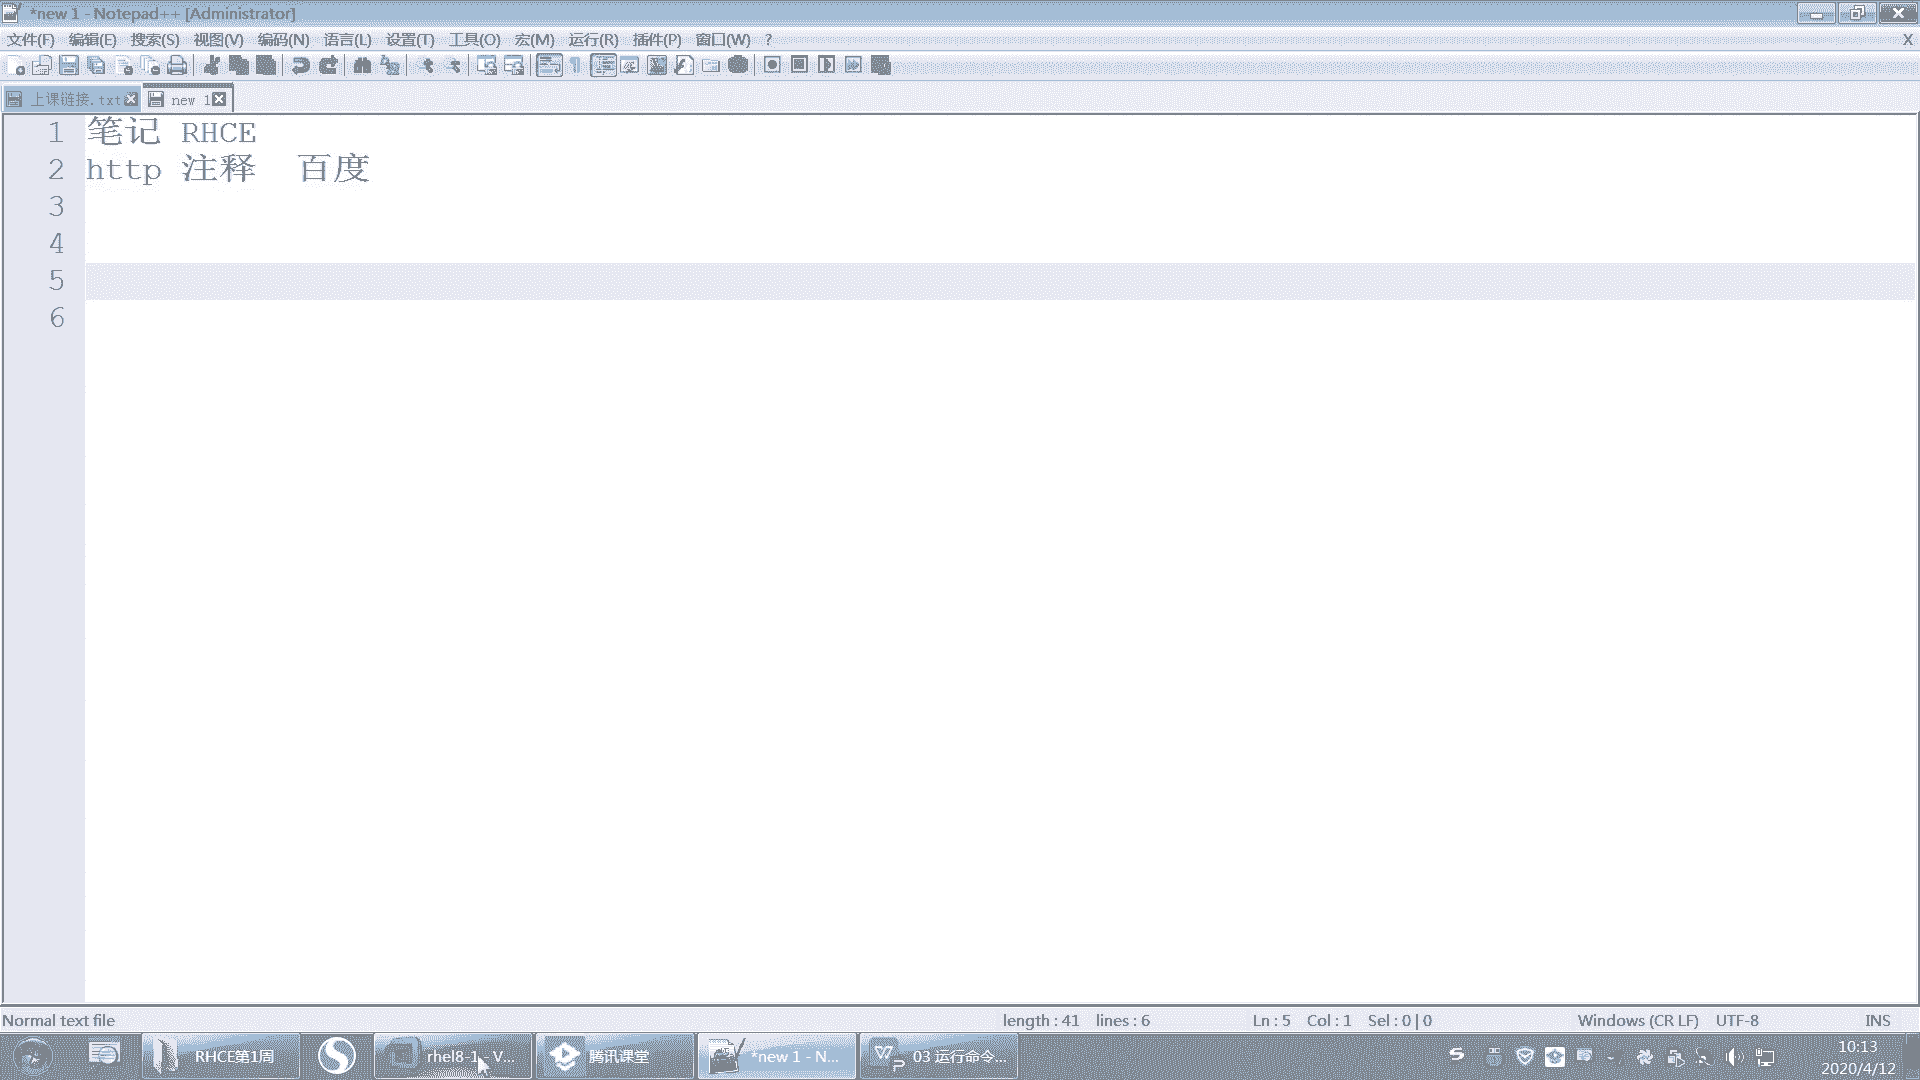 *new 1 - Notepad++ [Administrator]
文件(F) 编辑(E) 搜索(S) 视图(V) 编码(N) 语言(L) 设置(T) 工具(O) 宏(M) 运行(R) 插件(P) 窗口(W) ? X
上课链接.txt new 1
1 笔记 RHCE
2 http 注释 百度
3
4
5
6
Normal text file length : 41 lines : 6 Ln : 5 Col : 1 Sel : 0 | 0 Windows (CR LF) UTF-8 INS
RHCE第1周 rhel8-1 - V... 腾讯课堂 *new 1 - N... 03 运行命令... 10:13
2020/4/12